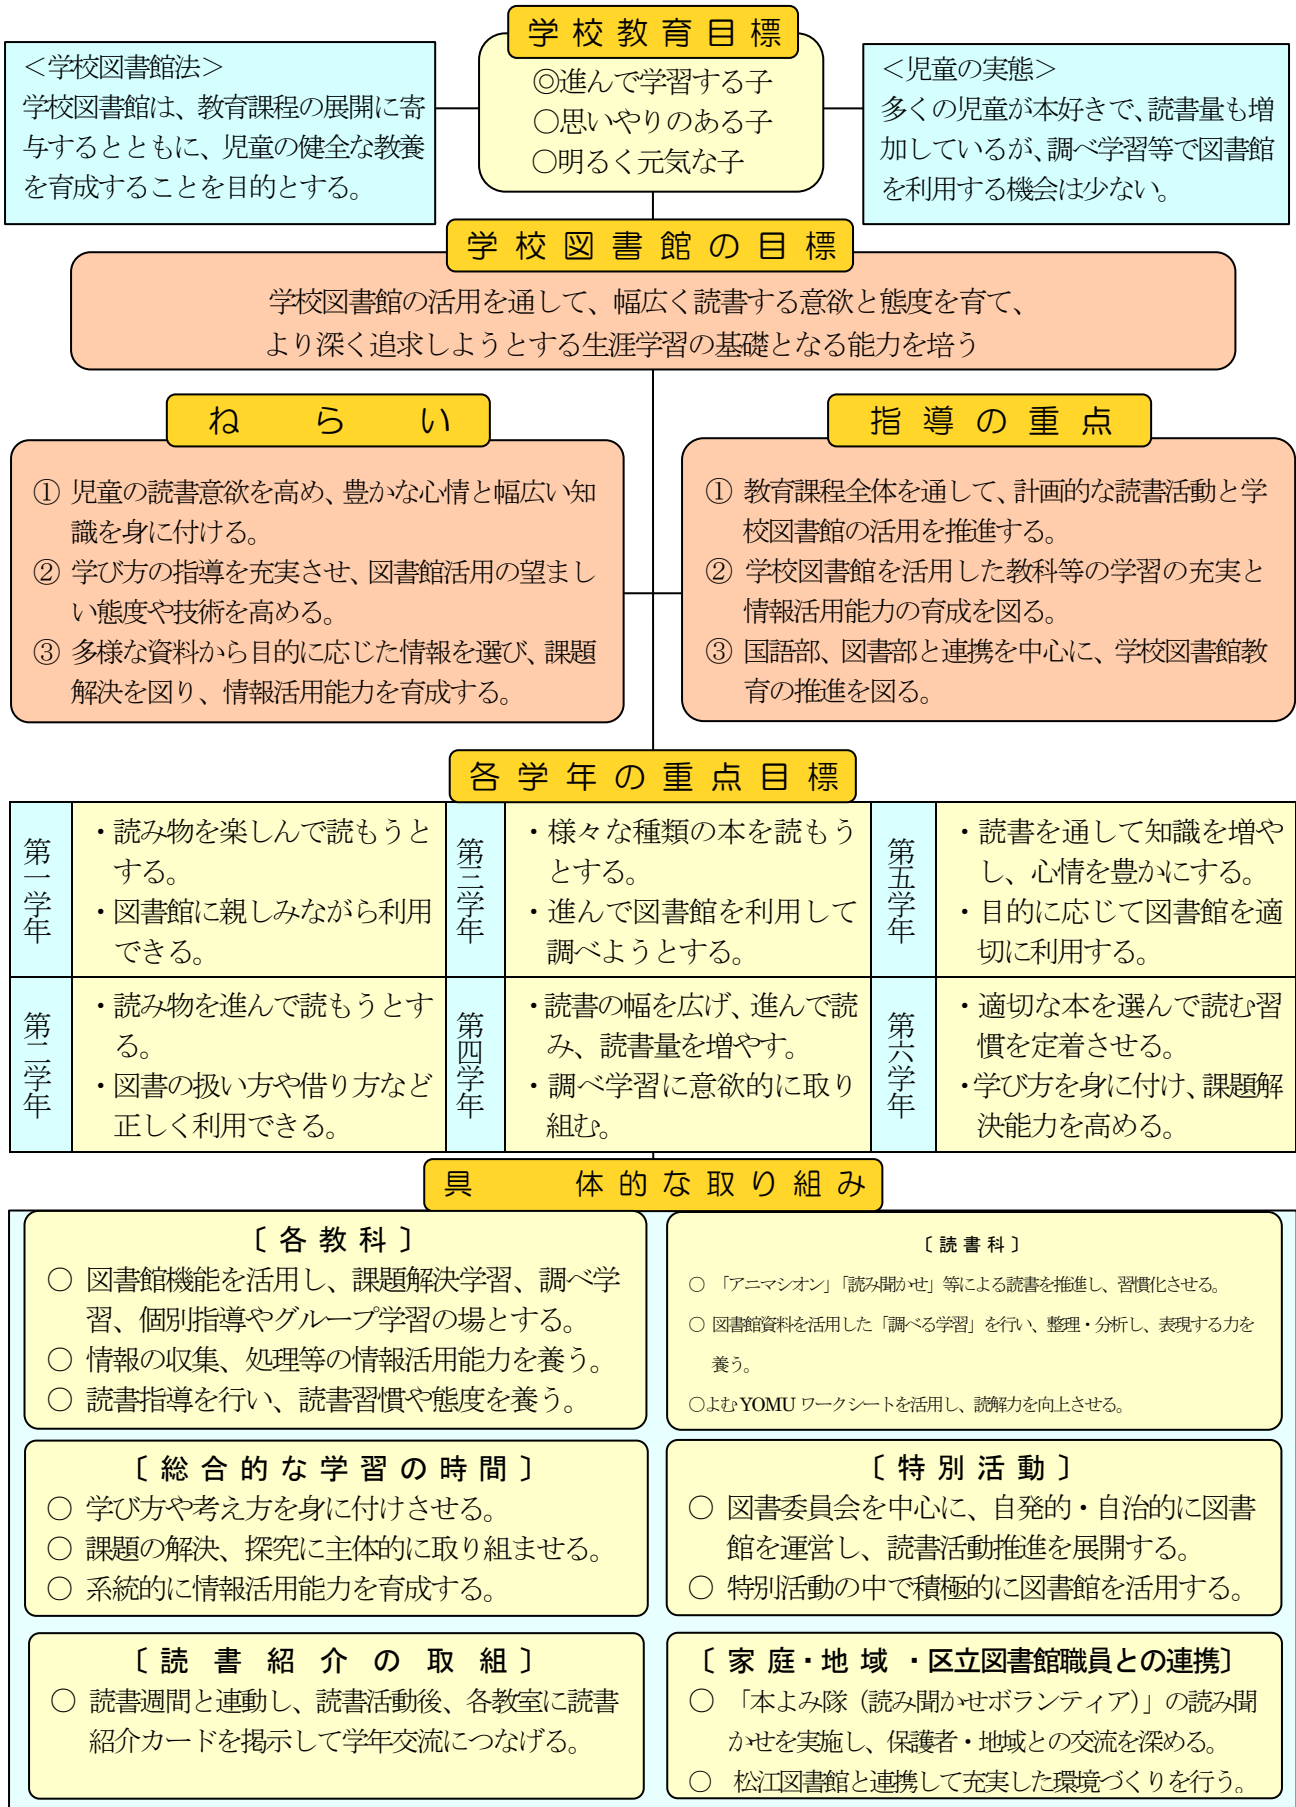 学校教育目標
◎進んで学習する子
○思いやりのある子
○明るく元気な子
＜学校図書館法＞
学校図書館は、教育課程の展開に寄
与するとともに、児童の健全な教養
を育成することを目的とする。
＜児童の実態＞
多くの児童が本好きで、読書量も増
加しているが、調べ学習等で図書館
を利用する機会は少ない。
学校図書館の目標
学校図書館の活用を通して、幅広く読書する意欲と態度を育て、
より深く追求しようとする生涯学習の基礎となる能力を培う
ねらい
① 児童の読書意欲を高め、豊かな心情と幅広い知
識を身に付ける。
② 学び方の指導を充実させ、図書館活用の望まし
い態度や技術を高める。
③ 多様な資料から目的に応じた情報を選び、課題
解決を図り、情報活用能力を育成する。
指導の重点
① 教育課程全体を通して、計画的な読書活動と学
校図書館の活用を推進する。
② 学校図書館を活用した教科等の学習の充実と
情報活用能力の育成を図る。
③ 国語部、図書部と連携を中心に、学校図書館教
育の推進を図る。
各学年の重点目標
第一学年
・読み物を楽しんで読もうと
する。
・図書館に親しみながら利用
できる。
第三学年
・様々な種類の本を読もう
とする。
・進んで図書館を利用して
調べようとする。
第五学年
・読書を通して知識を増や
し、心情を豊かにする。
・目的に応じて図書館を適
切に利用する。
第二学年
・読み物を進んで読もうとす
る。
・図書の扱い方や借り方など
正しく利用できる。
第四学年
・読書の幅を広げ、進んで読
み、読書量を増やす。
・調べ学習に意欲的に取り
組む。
第六学年
・適切な本を選んで読む習
慣を定着させる。
・学び方を身に付け、課題解
決能力を高める。
具体的な取り組み
〔各教科〕
○ 図書館機能を活用し、課題解決学習、調べ学
習、個別指導やグループ学習の場とする。
○ 情報の収集、処理等の情報活用能力を養う。
○ 読書指導を行い、読書習慣や態度を養う。
〔読書科〕
○ 「アニマシオン」「読み聞かせ」等による読書を推進し、習慣化させる。
○ 図書館資料を活用した「調べる学習」を行い、整理・分析し、表現する力を
養う。
○よむYOMUワークシートを活用し、読解力を向上させる。
〔総合的な学習の時間〕
○ 学び方や考え方を身に付けさせる。
○ 課題の解決、探究に主体的に取り組ませる。
○ 系統的に情報活用能力を育成する。
〔特別活動〕
○ 図書委員会を中心に、自発的・自治的に図書
館を運営し、読書活動推進を展開する。
○ 特別活動の中で積極的に図書館を活用する。
〔読書紹介の取組〕
○ 読書週間と連動し、読書活動後、各教室に読書
紹介カードを掲示して学年交流につなげる。
〔家庭・地域・区立図書館職員との連携〕
○ 「本よみ隊（読み聞かせボランティア）」の読み聞
かせを実施し、保護者・地域との交流を深める。
○ 松江図書館と連携して充実した環境づくりを行う。